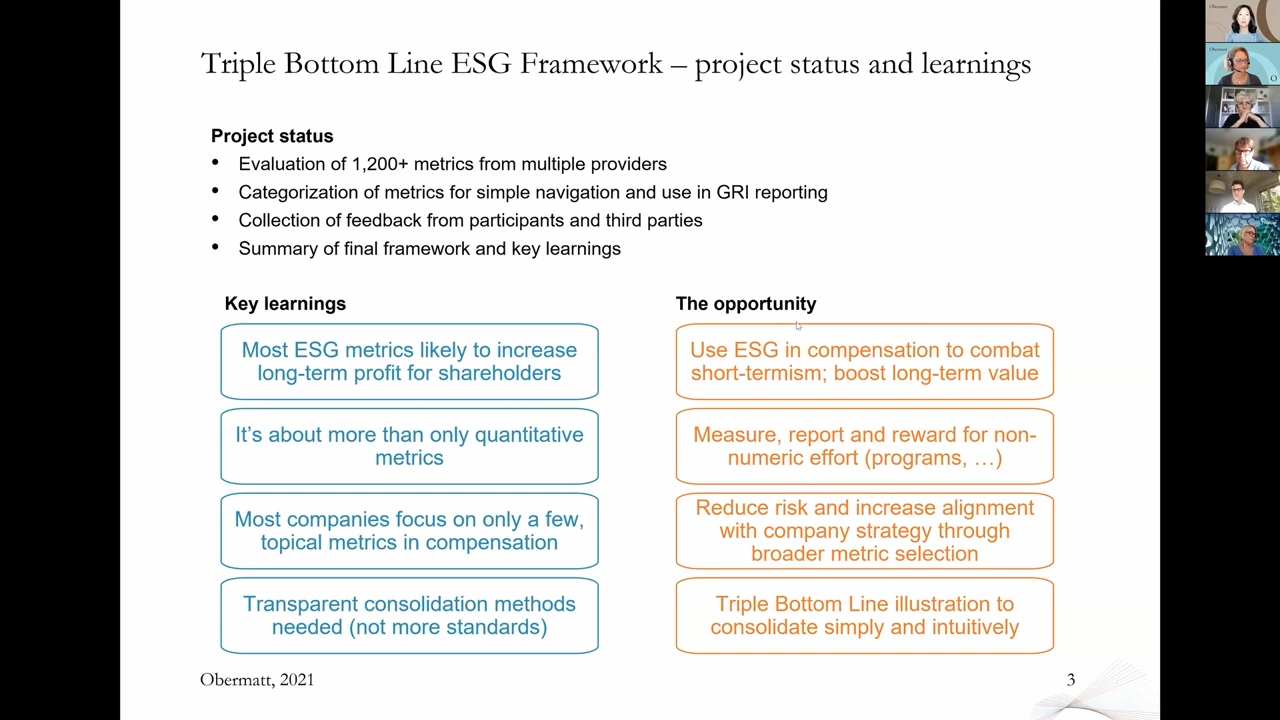 Triple Bottom Line ESG Framework – project status and learnings
Project status
• Evaluation of 1,200+ metrics from multiple providers
• Categorization of metrics for simple navigation and use in GRI reporting
• Collection of feedback from participants and third parties
• Summary of final framework and key learnings
Key learnings
Most ESG metrics likely to increase
long-term profit for shareholders
It's about more than only quantitative
metrics
Most companies focus on only a few,
topical metrics in compensation
Transparent consolidation methods
needed (not more standards)
The opportunity
Use ESG in compensation to combat
short-termism; boost long-term value
Measure, report and reward for non-
numeric effort (programs, …)
Reduce risk and increase alignment
with company strategy through
broader metric selection
Triple Bottom Line illustration to
consolidate simply and intuitively
Obermatt, 2021
3
Obermatt
Obermatt